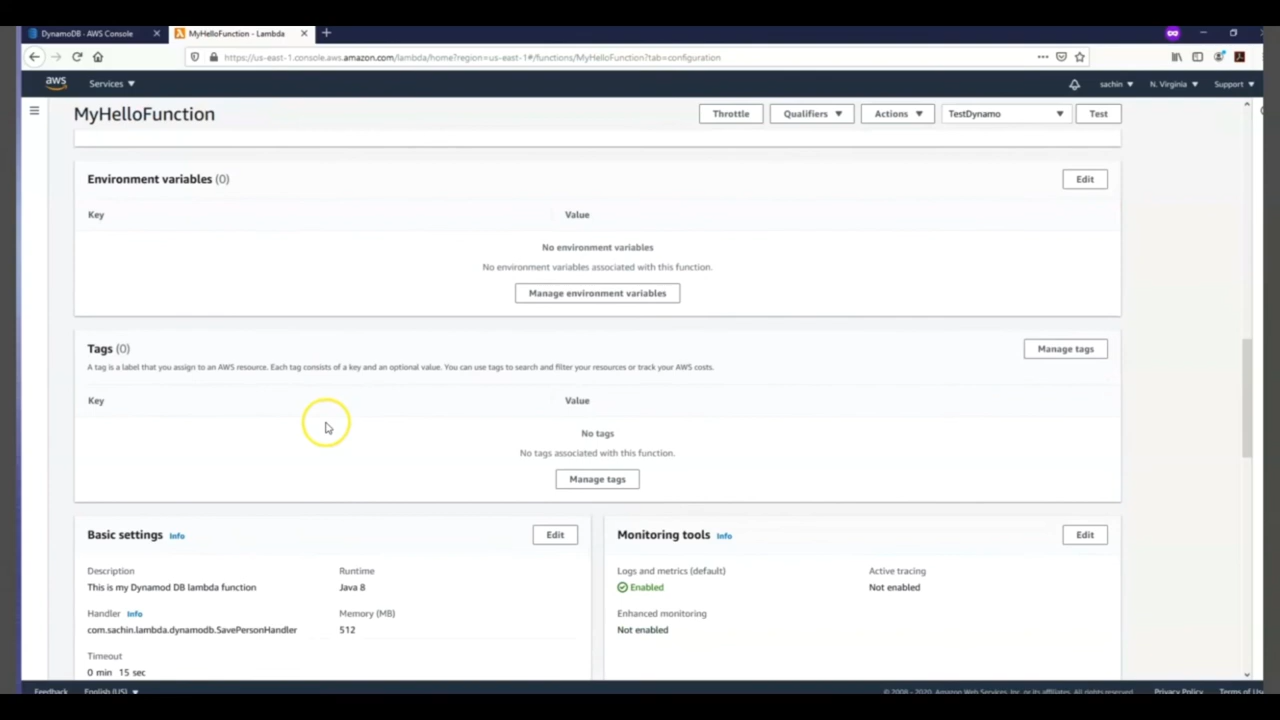 DynamoDB - AWS Console
MyHelloFunction - Lambda
https://us-east-1.console.aws.amazon.com/lambda/home?region=us-east-1#/functions/MyHelloFunction?tab=configuration
aws Services sachin N. Virginia Support
MyHelloFunction Throttle Qualifiers Actions TestDynamo Test
Environment variables (0) Edit
Key Value
No environment variables
No environment variables associated with this function.
Manage environment variables
Tags (0) Manage tags
A tag is a label that you assign to an AWS resource. Each tag consists of a key and an optional value. You can use tags to search and filter your resources or track your AWS costs.
Key Value
No tags
No tags associated with this function.
Manage tags
Basic settings Info Edit Monitoring tools Info Edit
Description Runtime Logs and metrics (default) Active tracing
This is my Dynamod DB lambda function Java 8 Enabled Not enabled
Handler Info Memory (MB) Enhanced monitoring
com.sachin.lambda.dynamodb.SavePersonHandler 512 Not enabled
Timeout
0 min 15 sec
Feedback English (US) © 2008 - 2020, Amazon Web Services, Inc. or its affiliates. All rights reserved. Privacy Policy Terms of